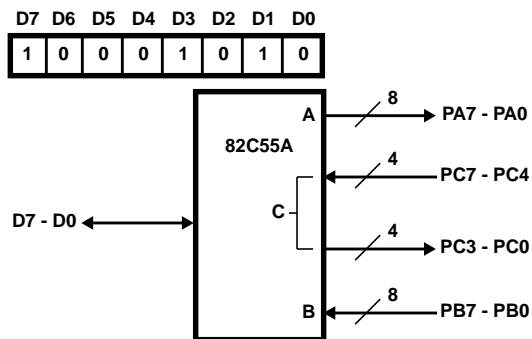 D7 D6 D5 D4 D3 D2 D1 D0
1 0 0 0 1 0 1 0
A 8 PA7 - PA0
82C55A
4 PC7 - PC4
C
D7 - D0
4 PC3 - PC0
B 8 PB7 - PB0